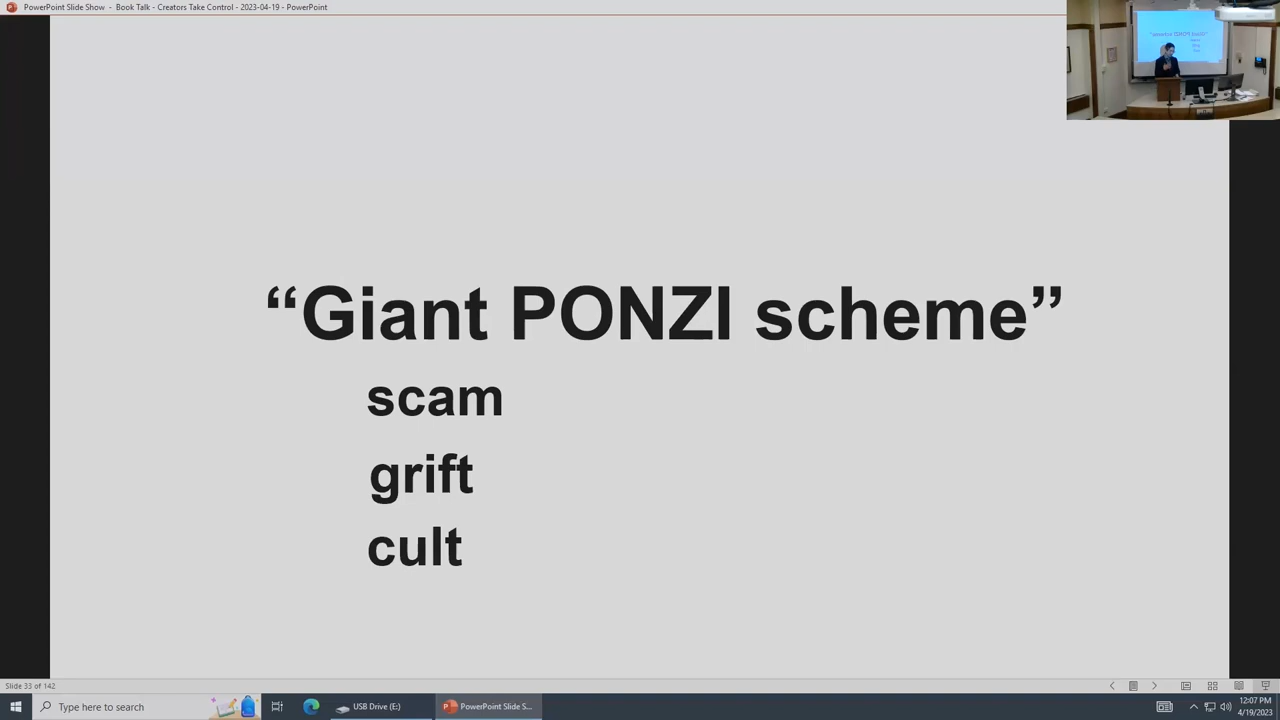 PowerPoint Slide Show - Book Talk - Creators Take Control - 2023-04-19 - PowerPoint
“Giant PONZI scheme”
scam
grift
cult
Slide 33 of 142
Type here to search
USB Drive (E:)
PowerPoint Slide S...
12:07 PM
4/19/2023